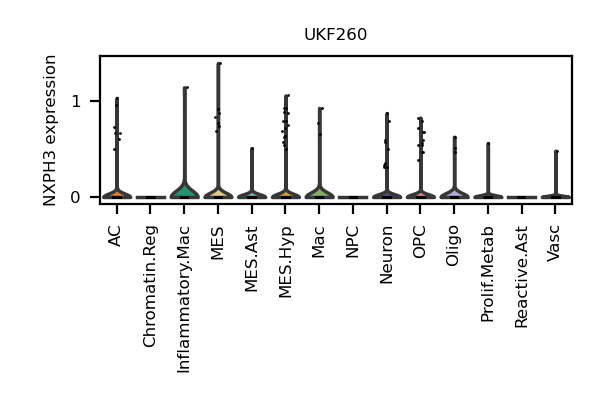 UKF260
NXPH3 expression
1
0
AC
Chromatin.Reg
Inflammatory.Mac
MES
MES.Ast
MES.Hyp
Mac
NPC
Neuron
OPC
Oligo
Prolif.Metab
Reactive.Ast
Vasc